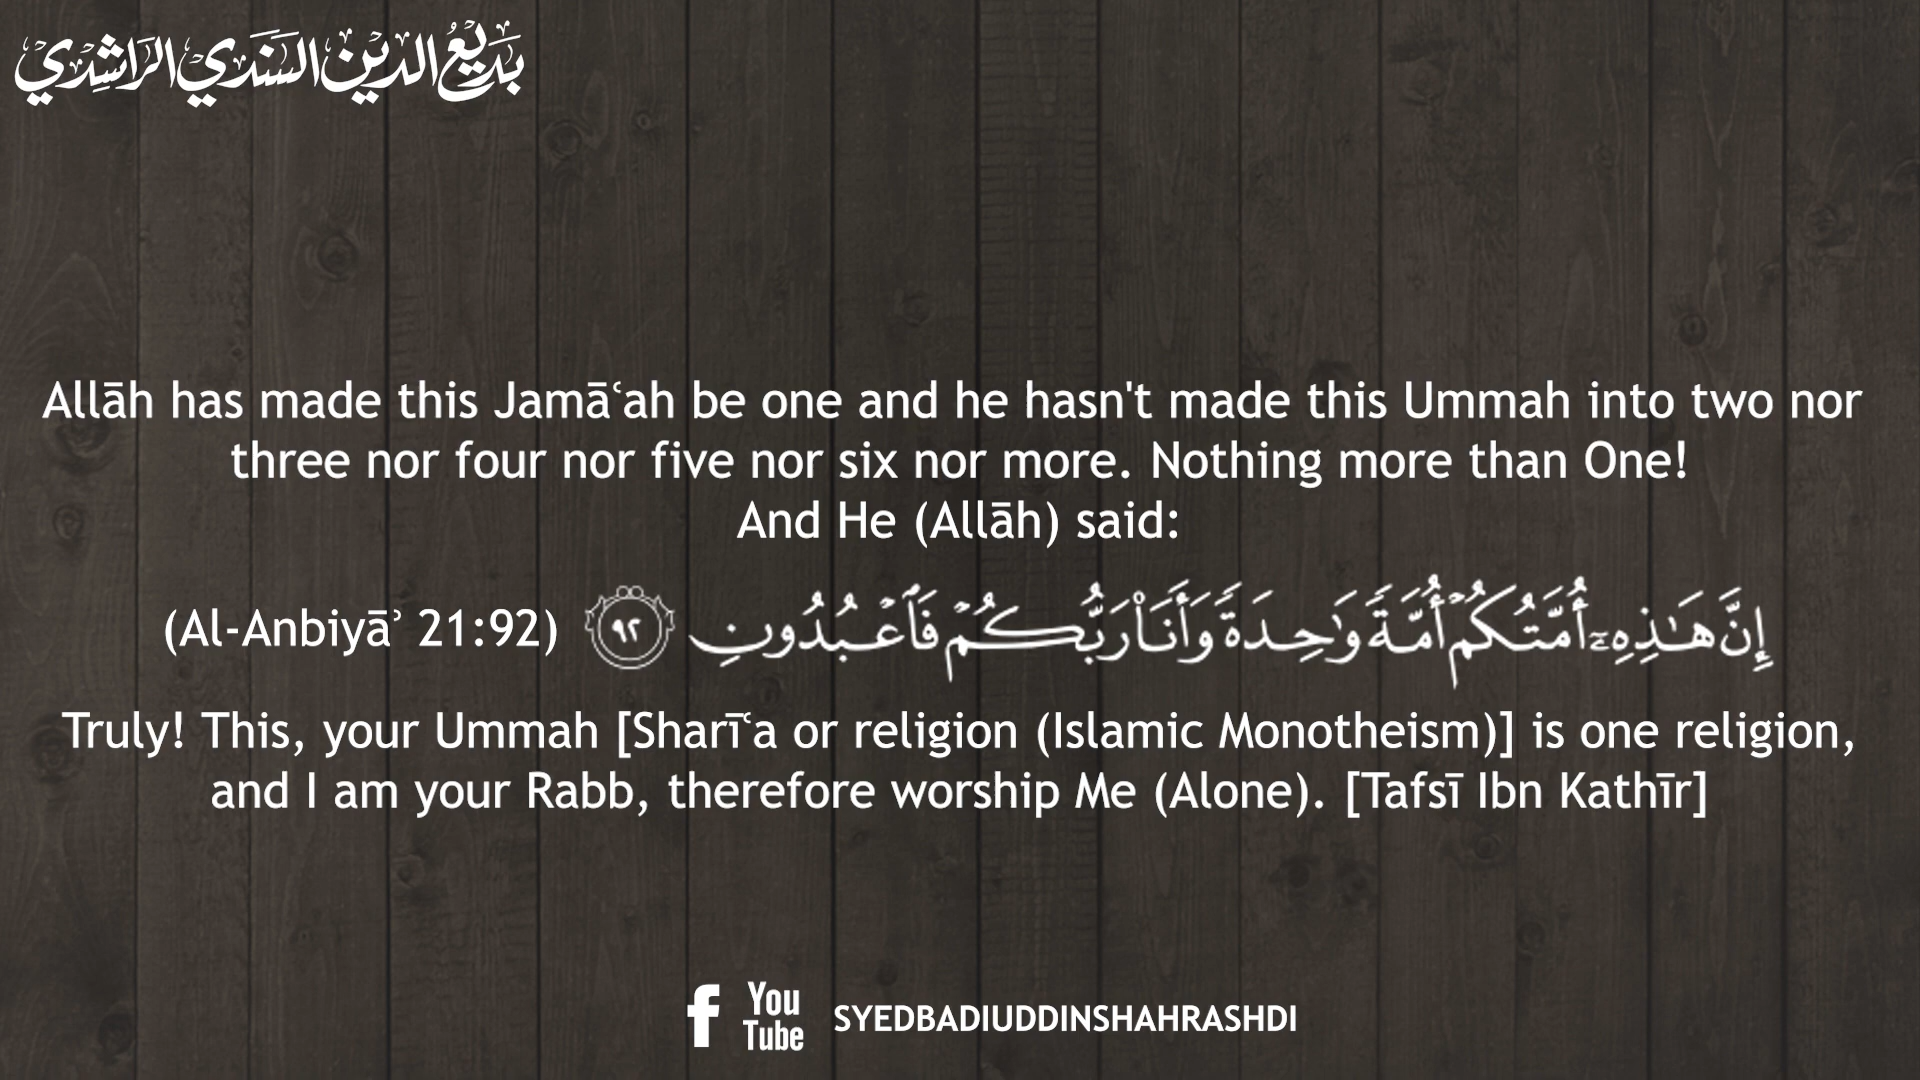 بديع الدين السندي الراشدي
Allāh has made this Jamāʿah be one and he hasn't made this Ummah into two nor
three nor four nor five nor six nor more. Nothing more than One!
And He (Allāh) said:
(Al-Anbiyāʾ 21:92) إِنَّ هَٰذِهِۦٓ أُمَّتُكُمْ أُمَّةً وَٰحِدَةً وَأَنَا۠ رَبُّكُمْ فَٱعْبُدُونِ ٩٢
Truly! This, your Ummah [Sharīʿa or religion (Islamic Monotheism)] is one religion,
and I am your Rabb, therefore worship Me (Alone). [Tafsī Ibn Kathīr]
f You Tube SYEDBADIUDDINSHAHRASHDI